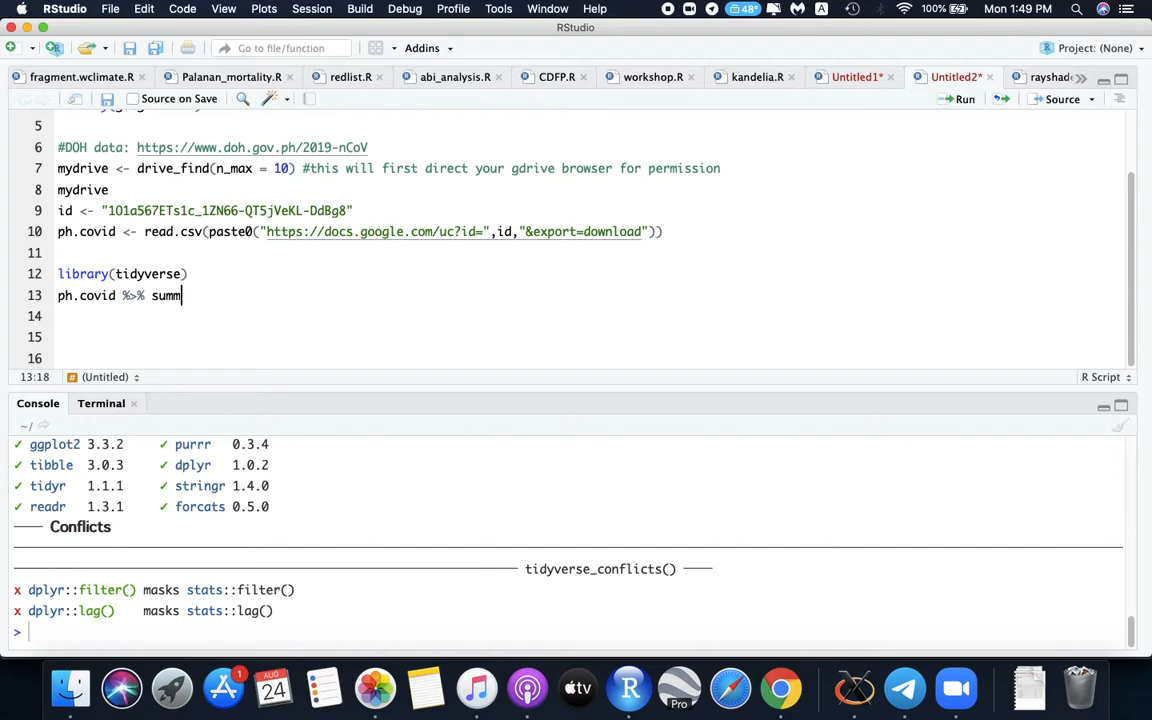 RStudio File Edit Code View Plots Session Build Debug Profile Tools Window Help 48° A 100% Mon 1:49 PM
RStudio
Go to file/function Addins Project: (None)
fragment.wclimate.R Palanan_mortality.R redlist.R abi_analysis.R CDFP.R workshop.R kandelia.R Untitled1* Untitled2* rayshad
Source on Save Run Source
5
6 #DOH data: https://www.doh.gov.ph/2019-nCoV
7 mydrive <- drive_find(n_max = 10) #this will first direct your gdrive browser for permission
8 mydrive
9 id <- "1O1a567ETs1c_1ZN66-QT5jVeKL-DdBg8"
10 ph.covid <- read.csv(paste0("https://docs.google.com/uc?id=",id,"&export=download"))
11
12 library(tidyverse)
13 ph.covid %>% summ
14
15
16
13:18 # (Untitled) R Script
Console Terminal
~/
✓ ggplot2 3.3.2 ✓ purrr 0.3.4
✓ tibble 3.0.3 ✓ dplyr 1.0.2
✓ tidyr 1.1.1 ✓ stringr 1.4.0
✓ readr 1.3.1 ✓ forcats 0.5.0
── Conflicts
tidyverse_conflicts() ──
x dplyr::filter() masks stats::filter()
x dplyr::lag() masks stats::lag()
>
1 AUG 24 tv R Pro